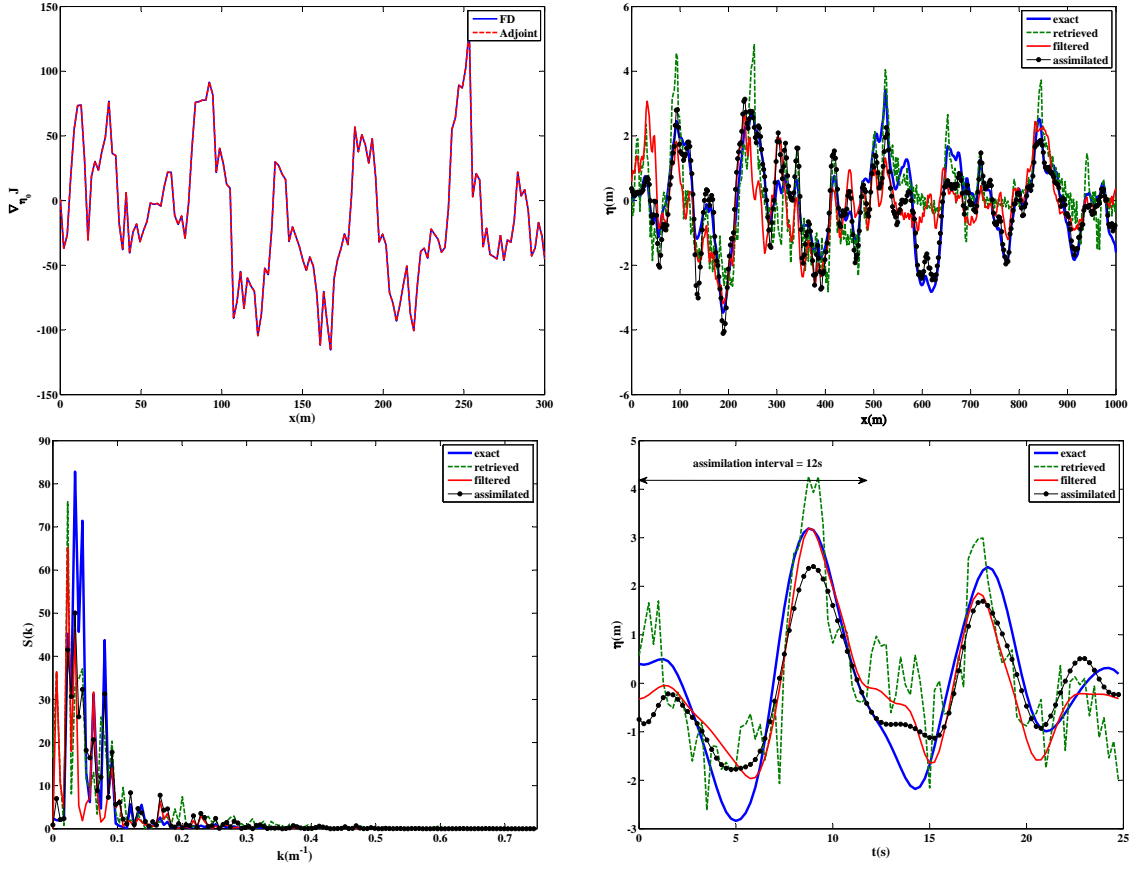 150
100
50
0
-50
-100
-150
∇η₀J
0 50 100 150 200 250 300
x(m)
FD
Adjoint
6
4
2
0
-2
-4
-6
η(m)
0 100 200 300 400 500 600 700 800 900 1000
x(m)
exact
retrieved
filtered
assimilated
90
80
70
60
50
40
30
20
10
0
S(k)
0 0.1 0.2 0.3 0.4 0.5 0.6 0.7
k(m⁻¹)
exact
retrieved
filtered
assimilated
5
4
3
2
1
0
-1
-2
-3
η(m)
0 5 10 15 20 25
t(s)
assimilation interval = 12s
exact
retrieved
filtered
assimilated